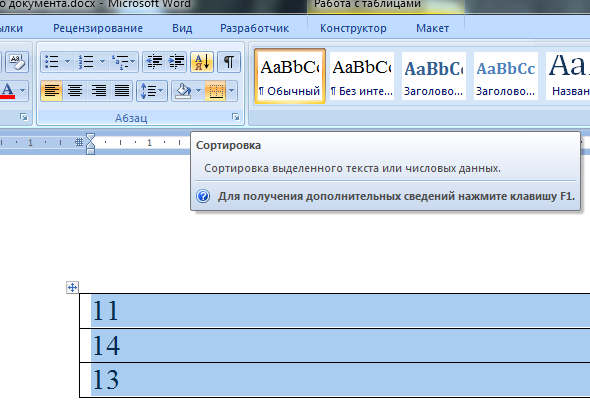 о документа.docx - Microsoft Word
Работа с таблицами
ылки Рецензирование Вид Разработчик Конструктор Макет
А Я ¶
А
AaBbCc AaBbCc AaBbC AaBbCc Aa
¶ Обычный ¶ Без инте... Заголово... Заголово... Назван
Абзац
1 1
Сортировка
Сортировка выделенного текста или числовых данных.
Для получения дополнительных сведений нажмите клавишу F1.
11
14
13